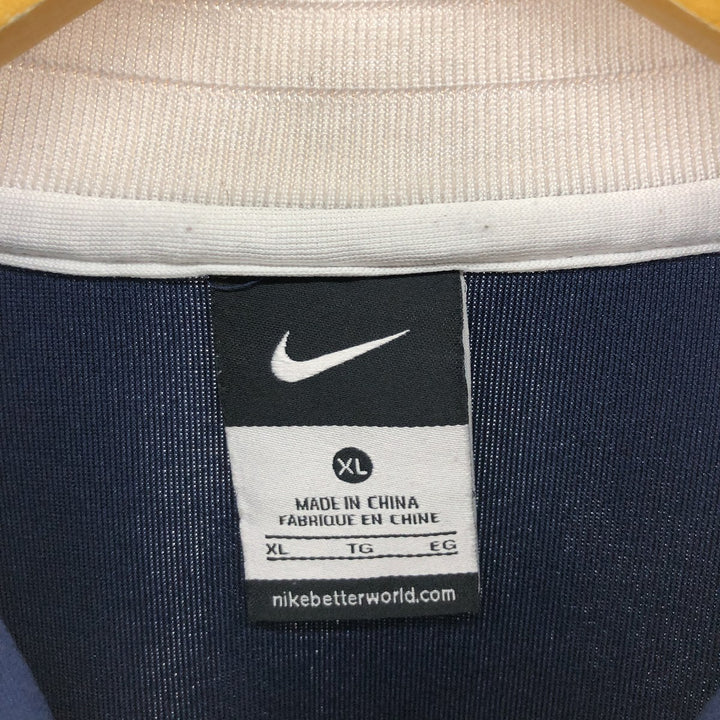 XL
MADE IN CHINA
FABRIQUE EN CHINE
XL TG EG
nikebetterworld.com